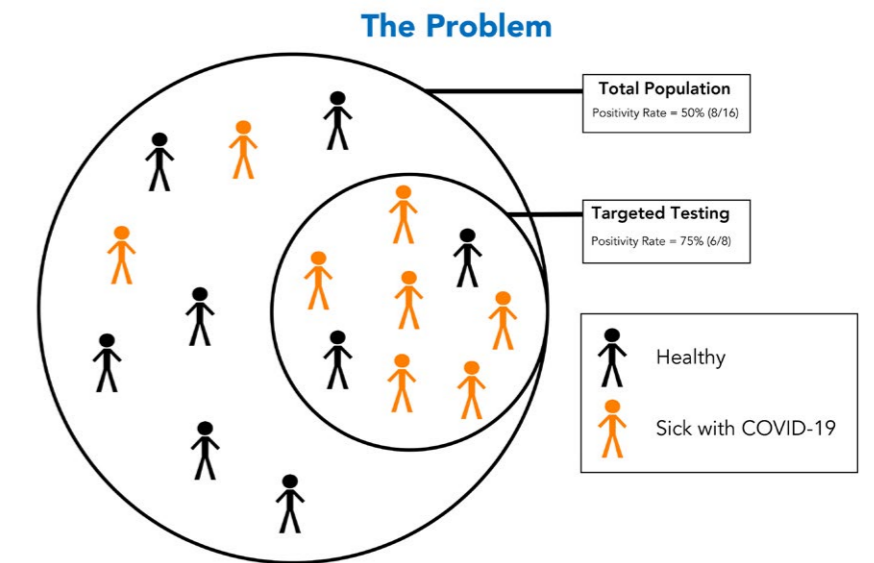 The Problem
Total Population
Positivity Rate = 50% (8/16)
Targeted Testing
Positivity Rate = 75% (6/8)
Healthy
Sick with COVID-19